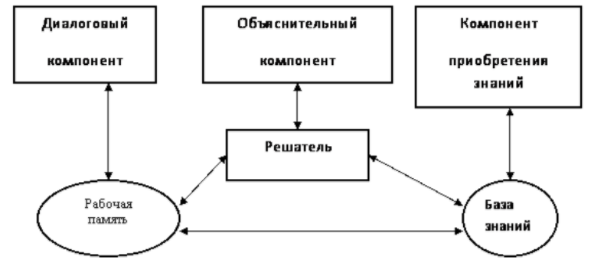 Диалоговый
компонент
Объяснительный
компонент
Компонент
приобретения
знаний
Решатель
Рабочая
память
База
знаний